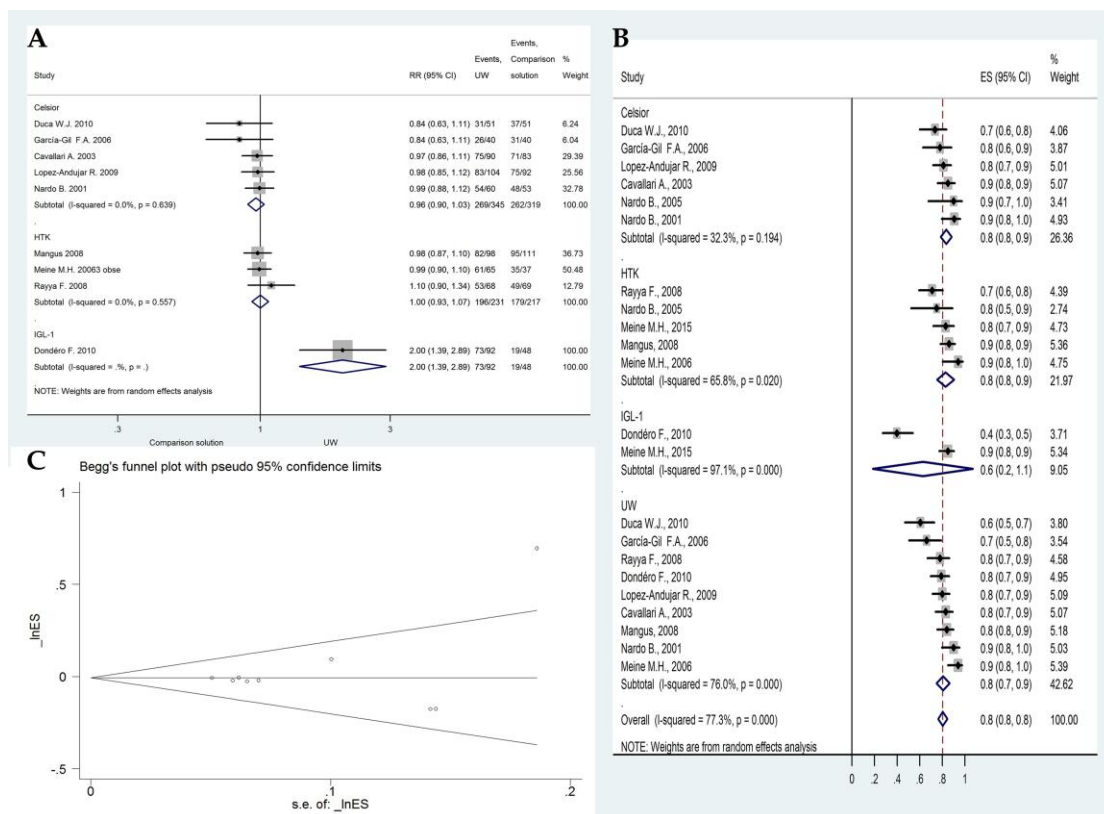 A
Events,
Events, Comparison %
Study RR (95% CI) UW solution Weight
Celsior
Duca W.J. 2010 0.84 (0.63, 1.11) 31/51 37/51 6.24
García-Gil F.A. 2006 0.84 (0.63, 1.11) 26/40 31/40 6.04
Cavallari A. 2003 0.97 (0.86, 1.11) 75/90 71/83 29.39
Lopez-Andujar R. 2009 0.98 (0.85, 1.12) 83/104 75/92 25.56
Nardo B. 2001 0.99 (0.88, 1.12) 54/60 48/53 32.78
Subtotal (I-squared = 0.0%, p = 0.639) 0.96 (0.90, 1.03) 269/345 262/319 100.00
.
HTK
Mangus 2008 0.98 (0.87, 1.10) 82/98 95/111 36.73
Meine M.H. 20063 obse 0.99 (0.90, 1.10) 61/65 35/37 50.48
Rayya F. 2008 1.10 (0.90, 1.34) 53/68 49/69 12.79
Subtotal (I-squared = 0.0%, p = 0.557) 1.00 (0.93, 1.07) 196/231 179/217 100.00
.
IGL-1
Dondéro F. 2010 2.00 (1.39, 2.89) 73/92 19/48 100.00
Subtotal (I-squared = .%, p = .) 2.00 (1.39, 2.89) 73/92 19/48 100.00
NOTE: Weights are from random effects analysis
.3 1 3
Comparison solution UW
B
%
Study ES (95% CI) Weight
Celsior
Duca W.J., 2010 0.7 (0.6, 0.8) 4.06
García-Gil F.A., 2006 0.8 (0.6, 0.9) 3.87
Lopez-Andujar R., 2009 0.8 (0.7, 0.9) 5.01
Cavallari A., 2003 0.9 (0.8, 0.9) 5.07
Nardo B., 2005 0.9 (0.7, 1.0) 3.41
Nardo B., 2001 0.9 (0.8, 1.0) 4.93
Subtotal (I-squared = 32.3%, p = 0.194) 0.8 (0.8, 0.9) 26.36
.
HTK
Rayya F., 2008 0.7 (0.6, 0.8) 4.39
Nardo B., 2005 0.8 (0.5, 0.9) 2.74
Meine M.H., 2015 0.8 (0.7, 0.9) 4.73
Mangus, 2008 0.9 (0.8, 0.9) 5.36
Meine M.H., 2006 0.9 (0.8, 1.0) 4.75
Subtotal (I-squared = 65.8%, p = 0.020) 0.8 (0.8, 0.9) 21.97
.
IGL-1
Dondéro F., 2010 0.4 (0.3, 0.5) 3.71
Meine M.H., 2015 0.9 (0.8, 0.9) 5.34
Subtotal (I-squared = 97.1%, p = 0.000) 0.6 (0.2, 1.1) 9.05
.
UW
Duca W.J., 2010 0.6 (0.5, 0.7) 3.80
García-Gil F.A., 2006 0.7 (0.5, 0.8) 3.54
Rayya F., 2008 0.8 (0.7, 0.9) 4.58
Dondéro F., 2010 0.8 (0.7, 0.9) 4.95
Lopez-Andujar R., 2009 0.8 (0.7, 0.9) 5.09
Cavallari A., 2003 0.8 (0.7, 0.9) 5.07
Mangus, 2008 0.8 (0.8, 0.9) 5.18
Nardo B., 2001 0.9 (0.8, 1.0) 5.03
Meine M.H., 2006 0.9 (0.8, 1.0) 5.39
Subtotal (I-squared = 76.0%, p = 0.000) 0.8 (0.7, 0.9) 42.62
.
Overall (I-squared = 77.3%, p = 0.000) 0.8 (0.8, 0.8) 100.00
NOTE: Weights are from random effects analysis
0 .2 .4 .6 .8 1
C
Begg's funnel plot with pseudo 95% confidence limits
1
.5
_lnES
0
-.5
0 .1 .2
s.e. of: _lnES